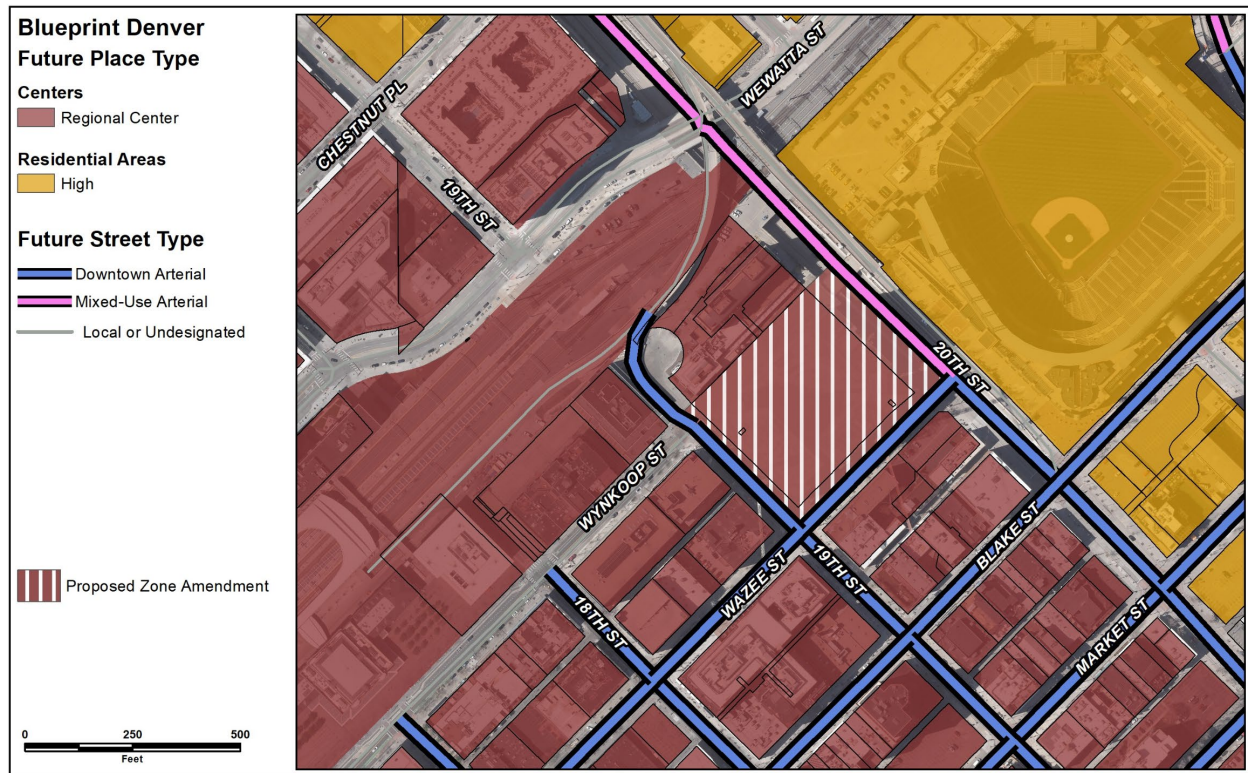 Blueprint Denver
Future Place Type
Centers
Regional Center
Residential Areas
High
Future Street Type
Downtown Arterial
Mixed-Use Arterial
Local or Undesignated
Proposed Zone Amendment
0 250 500
Feet
CHESTNUT PL
19TH ST
WEWATTA ST
20TH ST
WYNKOOP ST
WAZEE ST
19TH ST
BLAKE ST
18TH ST
MARKET ST